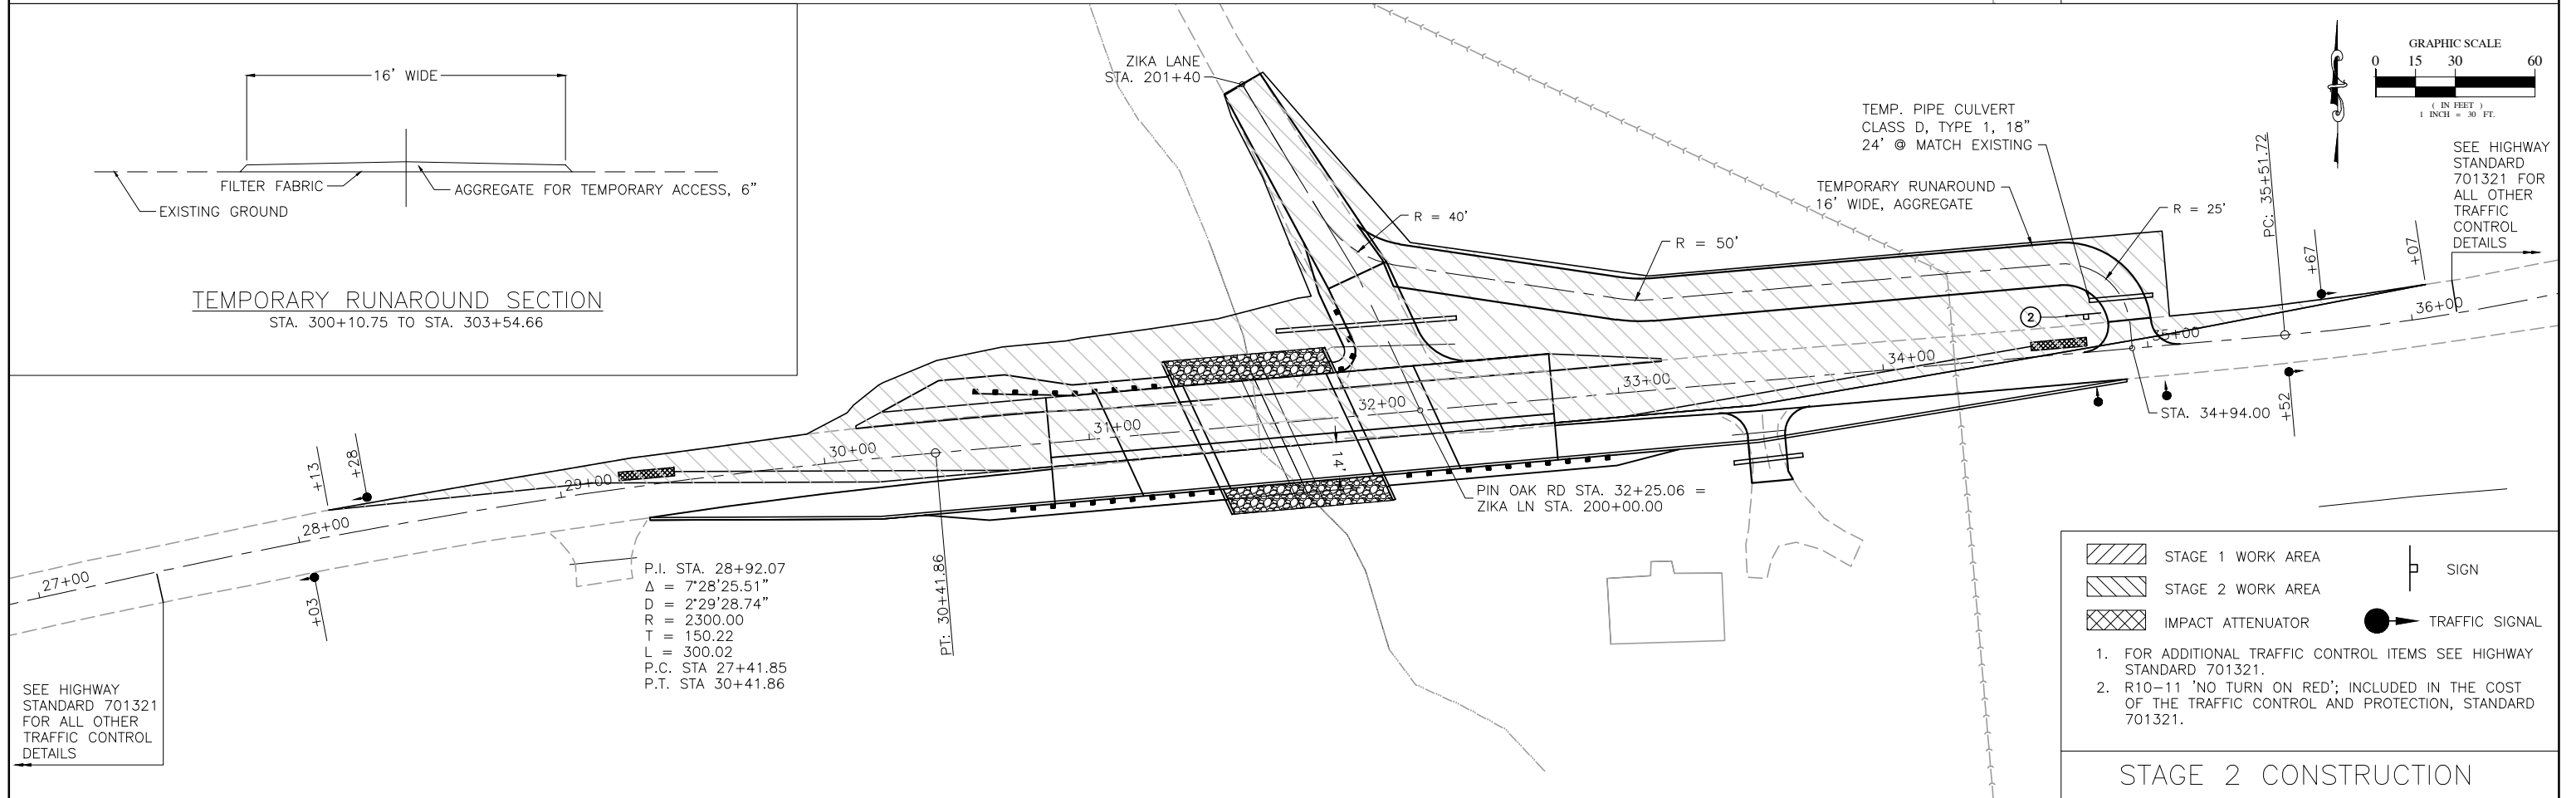 16' WIDE
FILTER FABRIC
AGGREGATE FOR TEMPORARY ACCESS, 6"
EXISTING GROUND
TEMPORARY RUNAROUND SECTION
STA. 300+10.75 TO STA. 303+54.66
ZIKA LANE
STA. 201+40
R = 40'
R = 50'
TEMP. PIPE CULVERT
CLASS D, TYPE 1, 18"
24' @ MATCH EXISTING
TEMPORARY RUNAROUND
16' WIDE, AGGREGATE
R = 25'
2
PC: 35+51.72
GRAPHIC SCALE
0 15 30 60
( IN FEET )
1 INCH = 30 FT.
SEE HIGHWAY
STANDARD
701321 FOR
ALL OTHER
TRAFFIC
CONTROL
DETAILS
+67
+07
+52
27+00
28+00
29+00
30+00
31+00
32+00
33+00
34+00
35+00
36+00
+13
+28
+03
14'
STA. 34+94.00
PIN OAK RD STA. 32+25.06 =
ZIKA LN STA. 200+00.00
PT: 30+41.86
P.I. STA. 28+92.07
Δ = 7°28'25.51"
D = 2°29'28.74"
R = 2300.00
T = 150.22
L = 300.02
P.C. STA 27+41.85
P.T. STA 30+41.86
SEE HIGHWAY
STANDARD 701321
FOR ALL OTHER
TRAFFIC CONTROL
DETAILS
STAGE 1 WORK AREA
STAGE 2 WORK AREA
IMPACT ATTENUATOR
SIGN
TRAFFIC SIGNAL
1. FOR ADDITIONAL TRAFFIC CONTROL ITEMS SEE HIGHWAY
STANDARD 701321.
2. R10-11 'NO TURN ON RED'; INCLUDED IN THE COST
OF THE TRAFFIC CONTROL AND PROTECTION, STANDARD
701321.
STAGE 2 CONSTRUCTION